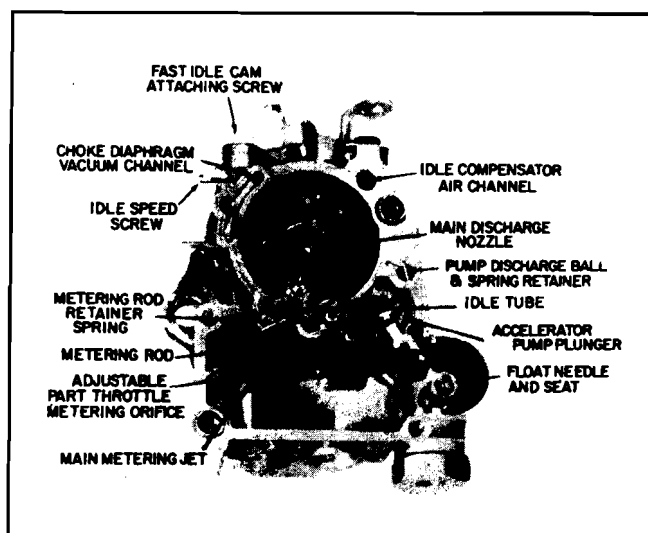 FAST IDLE CAM
ATTACHING SCREW
CHOKE DIAPHRAGM
VACUUM CHANNEL
IDLE SPEED
SCREW
METERING ROD
RETAINER
SPRING
METERING ROD
ADJUSTABLE
PART THROTTLE
METERING ORIFICE
MAIN METERING JET
IDLE COMPENSATOR
AIR CHANNEL
MAIN DISCHARGE
NOZZLE
PUMP DISCHARGE BALL
& SPRING RETAINER
IDLE TUBE
ACCELERATOR
PUMP PLUNGER
FLOAT NEEDLE
AND SEAT